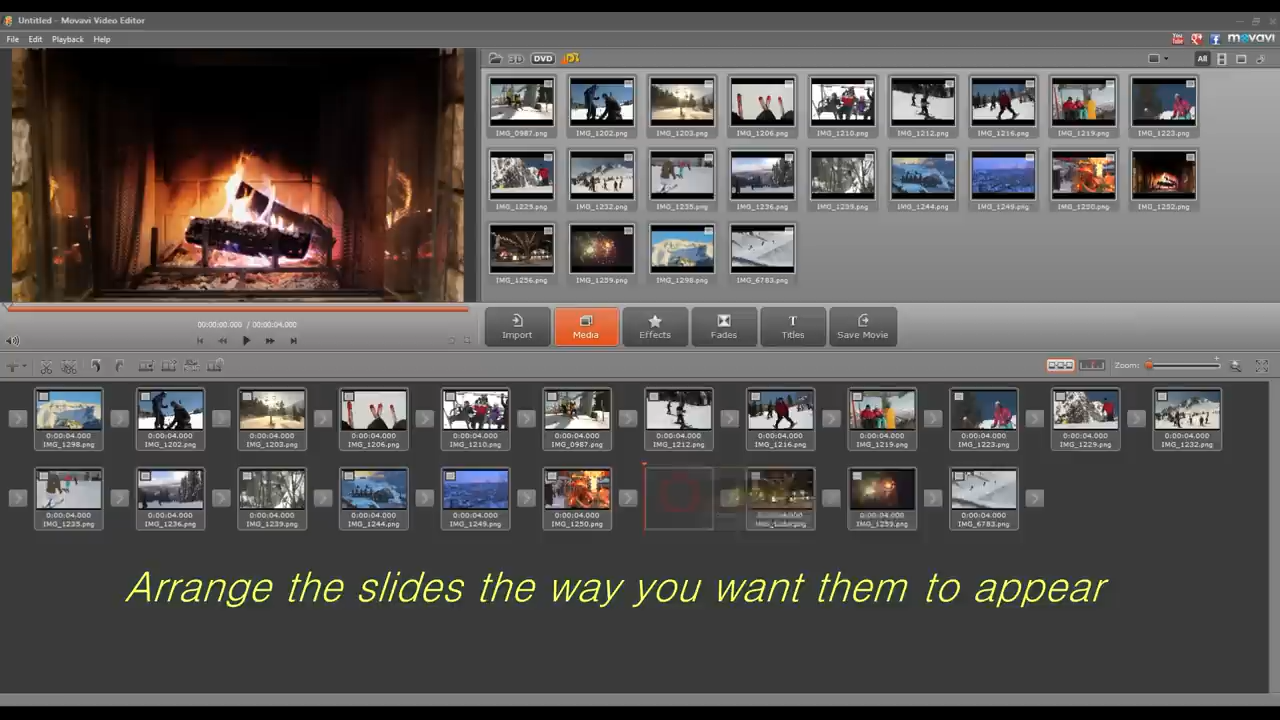 Untitled - Movavi Video Editor
File Edit Playback Help
movavi
3D DVD
All
IMG_0987.png IMG_1202.png IMG_1203.png IMG_1206.png IMG_1210.png IMG_1212.png IMG_1216.png IMG_1219.png IMG_1223.png
IMG_1229.png IMG_1232.png IMG_1235.png IMG_1236.png IMG_1239.png IMG_1244.png IMG_1249.png IMG_1250.png IMG_1252.png
IMG_1256.png IMG_1259.png IMG_1298.png IMG_6783.png
00:00:00.000 / 00:00:04.000
Import Media Effects Fades Titles Save Movie
Zoom:
0:00:04.000 0:00:04.000 0:00:04.000 0:00:04.000 0:00:04.000 0:00:04.000 0:00:04.000 0:00:04.000 0:00:04.000 0:00:04.000 0:00:04.000 0:00:04.000
IMG_1298.png IMG_1202.png IMG_1203.png IMG_1206.png IMG_1210.png IMG_0987.png IMG_1212.png IMG_1216.png IMG_1219.png IMG_1223.png IMG_1229.png IMG_1232.png
0:00:04.000 0:00:04.000 0:00:04.000 0:00:04.000 0:00:04.000 0:00:04.000 0:00:04.000 0:00:04.000
IMG_1235.png IMG_1236.png IMG_1239.png IMG_1244.png IMG_1249.png IMG_1250.png IMG_1259.png IMG_6783.png
Arrange the slides the way you want them to appear